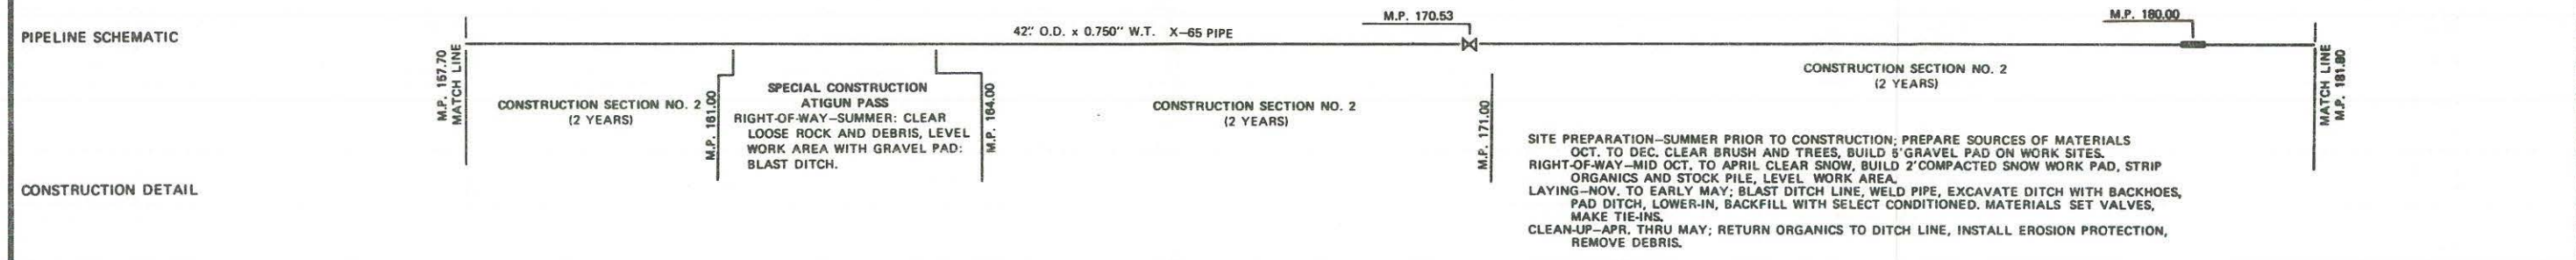 PIPELINE SCHEMATIC
M.P. 157.70
MATCH LINE
42" O.D. x 0.750" W.T. X-65 PIPE
M.P. 170.53
M.P. 180.00
MATCH LINE
M.P. 181.80
CONSTRUCTION SECTION NO. 2
(2 YEARS)
M.P. 161.00
SPECIAL CONSTRUCTION
ATIGUN PASS
RIGHT-OF-WAY—SUMMER: CLEAR
LOOSE ROCK AND DEBRIS, LEVEL
WORK AREA WITH GRAVEL PAD:
BLAST DITCH.
M.P. 164.00
CONSTRUCTION SECTION NO. 2
(2 YEARS)
M.P. 171.00
CONSTRUCTION SECTION NO. 2
(2 YEARS)
CONSTRUCTION DETAIL
SITE PREPARATION—SUMMER PRIOR TO CONSTRUCTION; PREPARE SOURCES OF MATERIALS
OCT. TO DEC. CLEAR BRUSH AND TREES, BUILD 5' GRAVEL PAD ON WORK SITES.
RIGHT-OF-WAY—MID OCT. TO APRIL CLEAR SNOW, BUILD 2' COMPACTED SNOW WORK PAD, STRIP
ORGANICS AND STOCK PILE, LEVEL WORK AREA.
LAYING—NOV. TO EARLY MAY; BLAST DITCH LINE, WELD PIPE, EXCAVATE DITCH WITH BACKHOES,
PAD DITCH, LOWER-IN, BACKFILL WITH SELECT CONDITIONED. MATERIALS SET VALVES,
MAKE TIE-INS.
CLEAN-UP—APR. THRU MAY; RETURN ORGANICS TO DITCH LINE, INSTALL EROSION PROTECTION,
REMOVE DEBRIS.